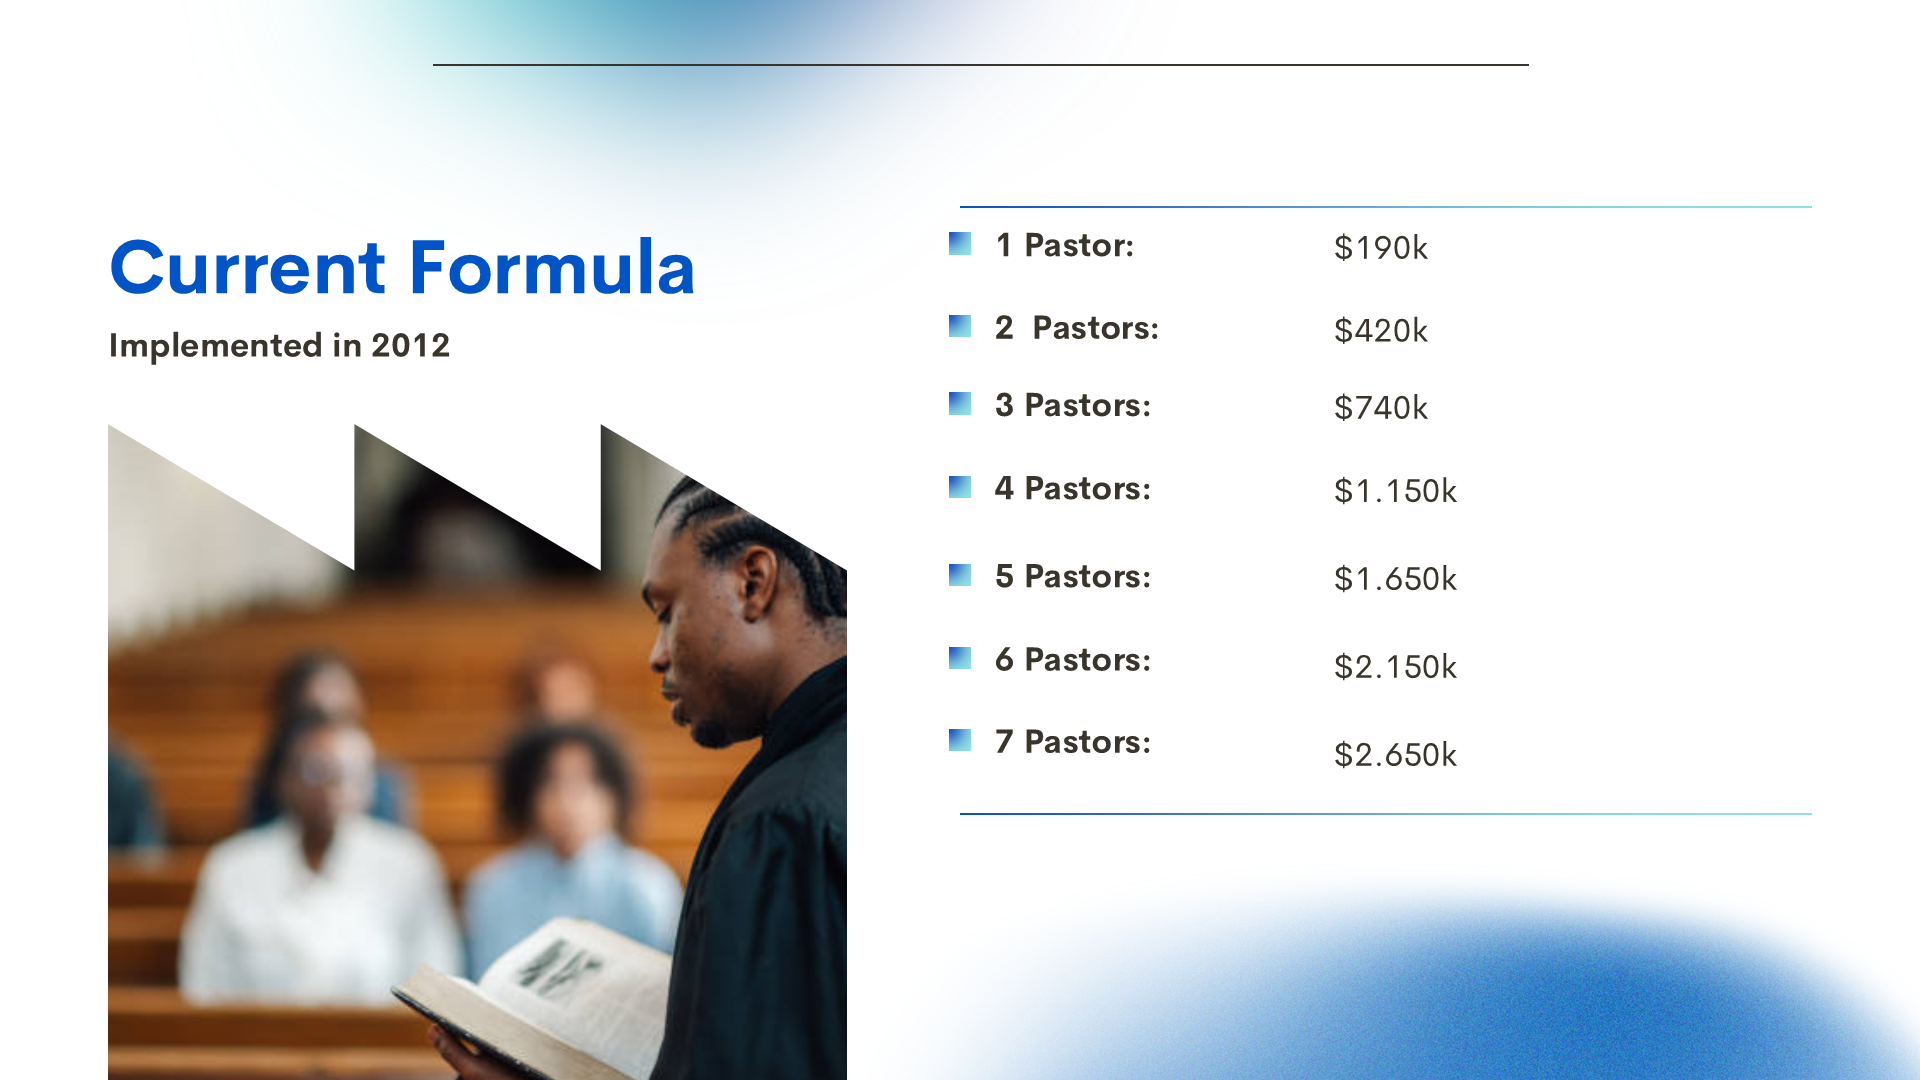 Current Formula
Implemented in 2012
1 Pastor: $190k
2 Pastors: $420k
3 Pastors: $740k
4 Pastors: $1.150k
5 Pastors: $1.650k
6 Pastors: $2.150k
7 Pastors: $2.650k